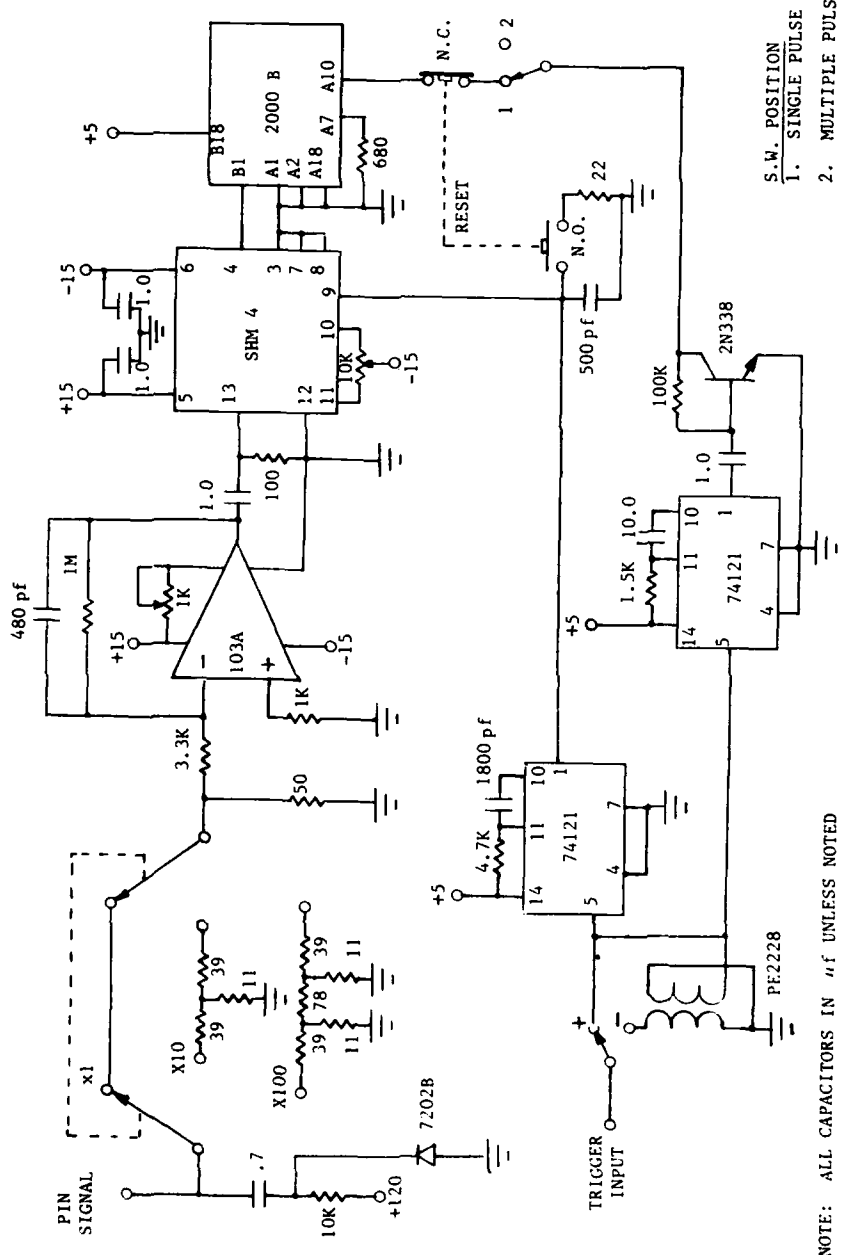 PIN
SIGNAL
x1
X10
39
39
11
X100
39
78
39
11
11
.7
10K
+120
7202B
50
3.3K
480 pf
1M
+15
1K
103A
−
+
-15
1K
1.0
100
+15
-15
1.0
1.0
5
6
13
12
11
10
9
8
7
3
4
SHM 4
10K
-15
+5
B18
B1
A1
A2
A18
2000 B
A7
A10
680
N.C.
1
2
RESET
N.O.
22
500 pf
TRIGGER
INPUT
+
−
PE2228
+5
4.7K
1800 pf
14
11
10
5
74121
1
4
7
+5
1.5K
10.0
14
11
10
5
74121
1
4
7
1.0
100K
2N338
S.W. POSITION
1. SINGLE PULSE
2. MULTIPLE PULS
NOTE: ALL CAPACITORS IN uf UNLESS NOTED